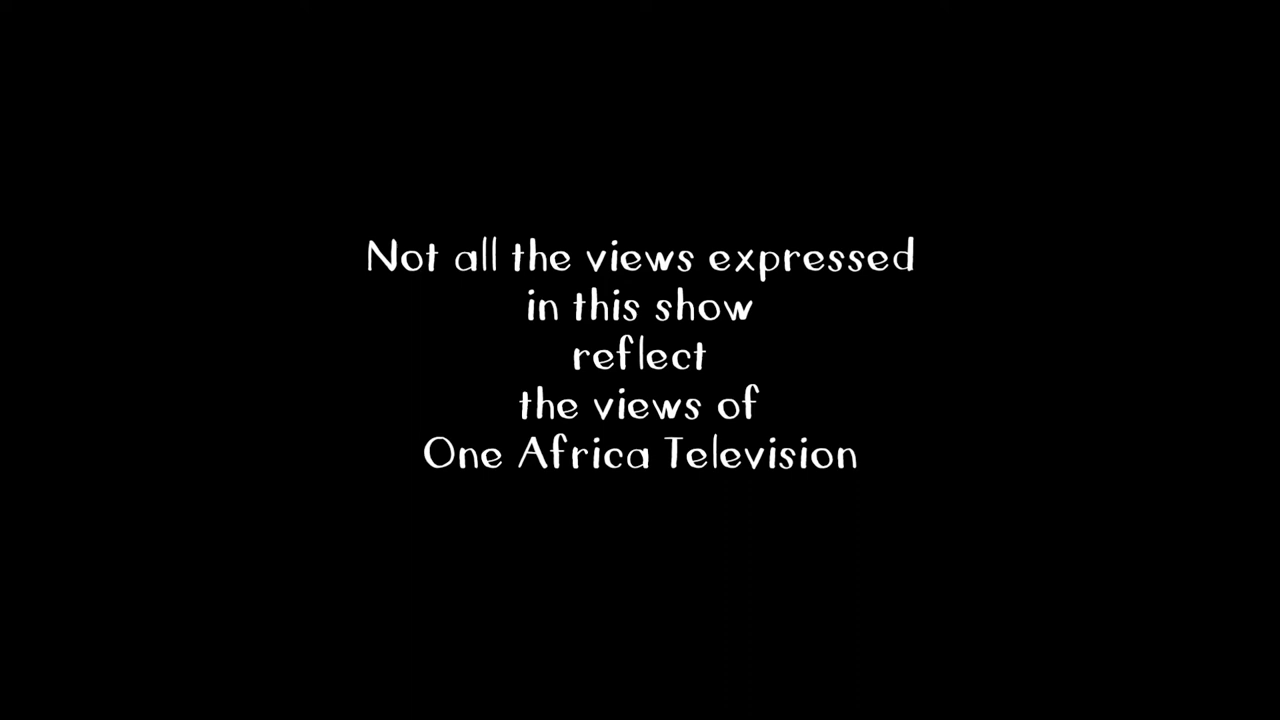 Not all the views expressed
in this show
reflect
the views of
One Africa Television